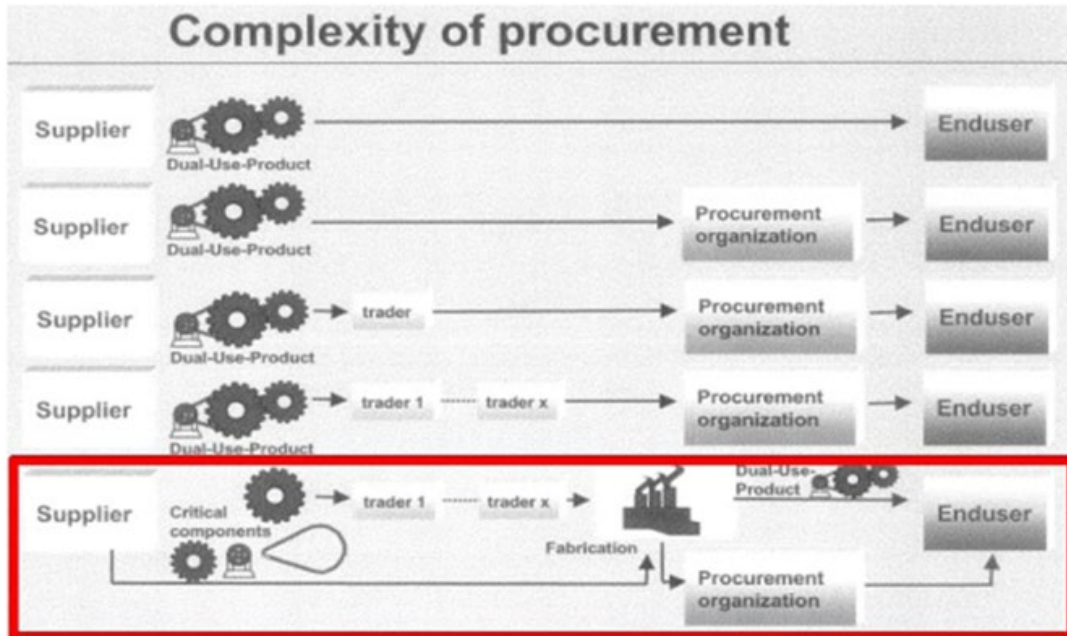 Complexity of procurement
Supplier
Dual-Use-Product
Enduser
Supplier
Dual-Use-Product
Procurement
organization
Enduser
Supplier
Dual-Use-Product
trader
Procurement
organization
Enduser
Supplier
Dual-Use-Product
trader 1
trader x
Procurement
organization
Enduser
Supplier
Critical
components
trader 1
trader x
Fabrication
Dual-Use-
Product
Procurement
organization
Enduser